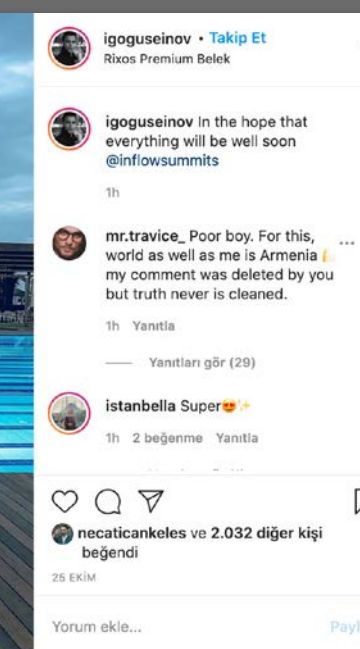 igoguseinov • Takip Et
Rixos Premium Belek
igoguseinov In the hope that
everything will be well soon
@inflowsummits
1h
mr.travice_ Poor boy. For this,
world as well as me is Armenia
my comment was deleted by you
but truth never is cleaned.
1h Yanıtla
Yanıtları gör (29)
istanbella Super😍✨
1h 2 beğenme Yanıtla
necaticankeles ve 2.032 diğer kişi
beğendi
25 EKİM
Yorum ekle...